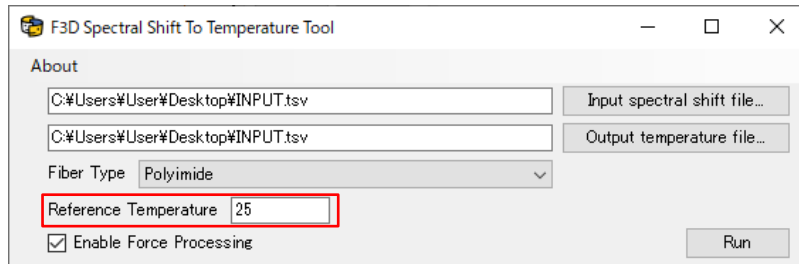 F3D Spectral Shift To Temperature Tool
About
C:¥Users¥User¥Desktop¥INPUT.tsv Input spectral shift file...
C:¥Users¥User¥Desktop¥INPUT.tsv Output temperature file...
Fiber Type Polyimide
Reference Temperature 25
Enable Force Processing Run